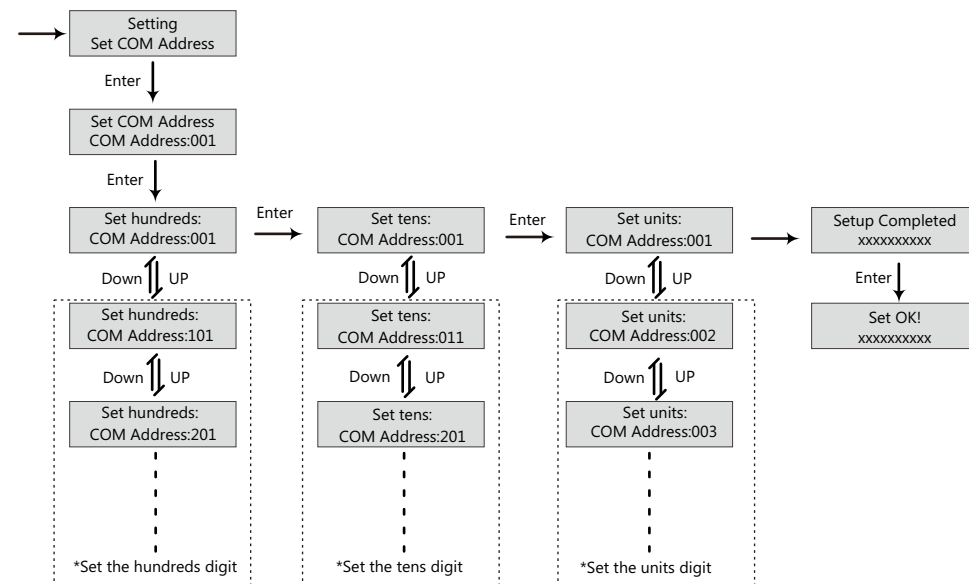 Setting
Set COM Address
Enter
Set COM Address
COM Address:001
Enter
Set hundreds:
COM Address:001
Enter
Set tens:
COM Address:001
Enter
Set units:
COM Address:001
Setup Completed
xxxxxxxxxx
Down UP
Down UP
Down UP
Enter
Set hundreds:
COM Address:101
Set tens:
COM Address:011
Set units:
COM Address:002
Set OK!
xxxxxxxxxx
Down UP
Down UP
Down UP
Set hundreds:
COM Address:201
Set tens:
COM Address:201
Set units:
COM Address:003
*Set the hundreds digit
*Set the tens digit
*Set the units digit